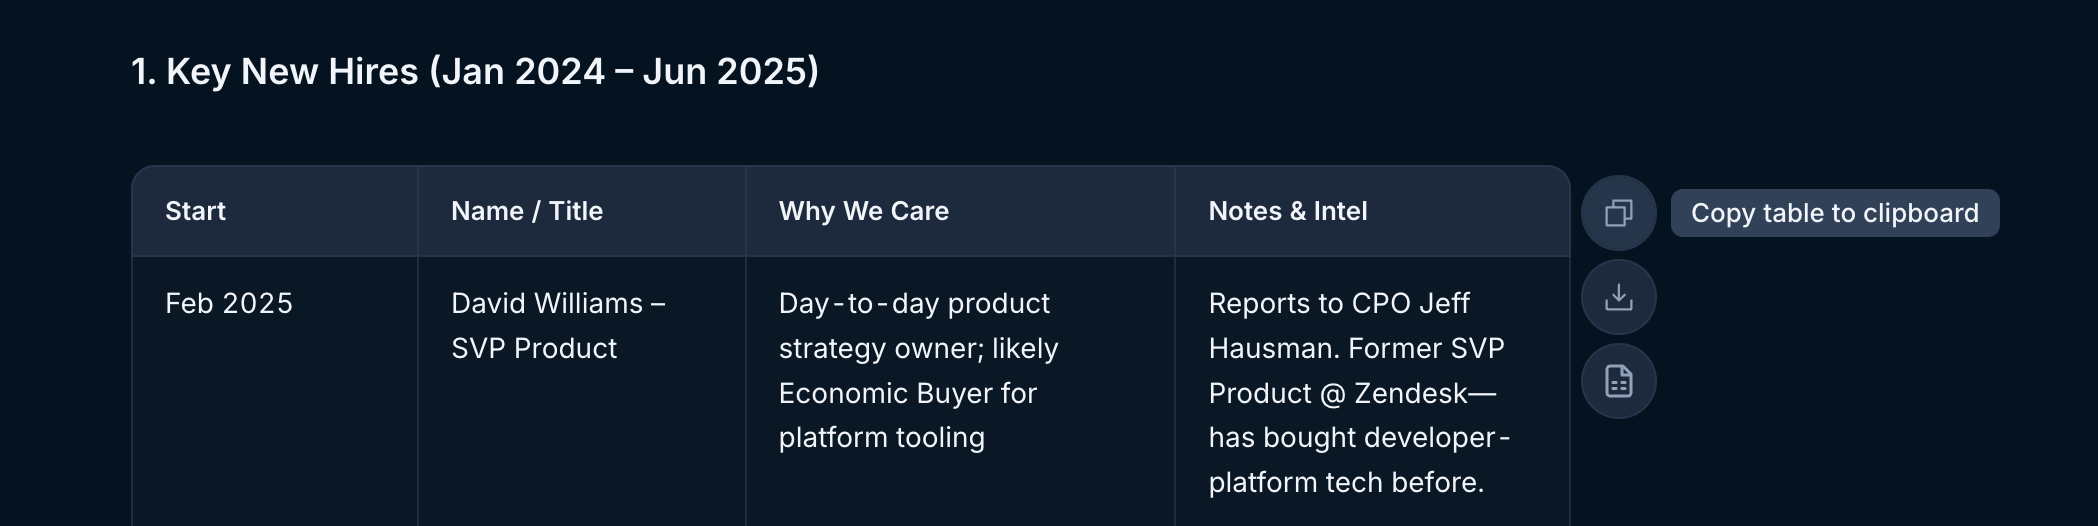 1. Key New Hires (Jan 2024 – Jun 2025)
Start
Name / Title
Why We Care
Notes & Intel
Copy table to clipboard
Feb 2025
David Williams –
SVP Product
Day-to-day product
strategy owner; likely
Economic Buyer for
platform tooling
Reports to CPO Jeff
Hausman. Former SVP
Product @ Zendesk—
has bought developer-
platform tech before.